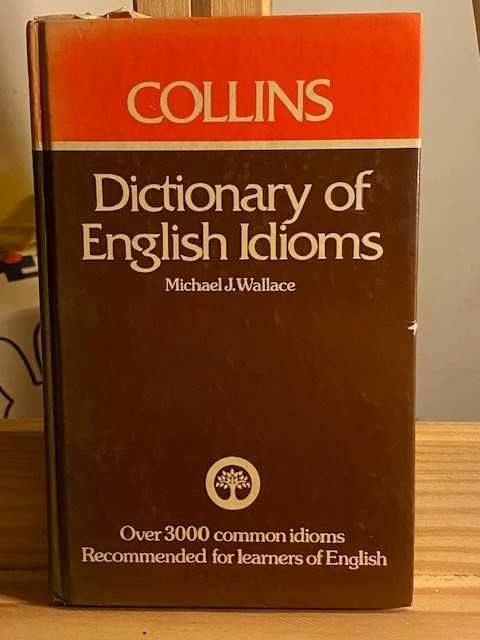 COLLINS
Dictionary of
English Idioms
Michael J. Wallace
Over 3000 common idioms
Recommended for learners of English